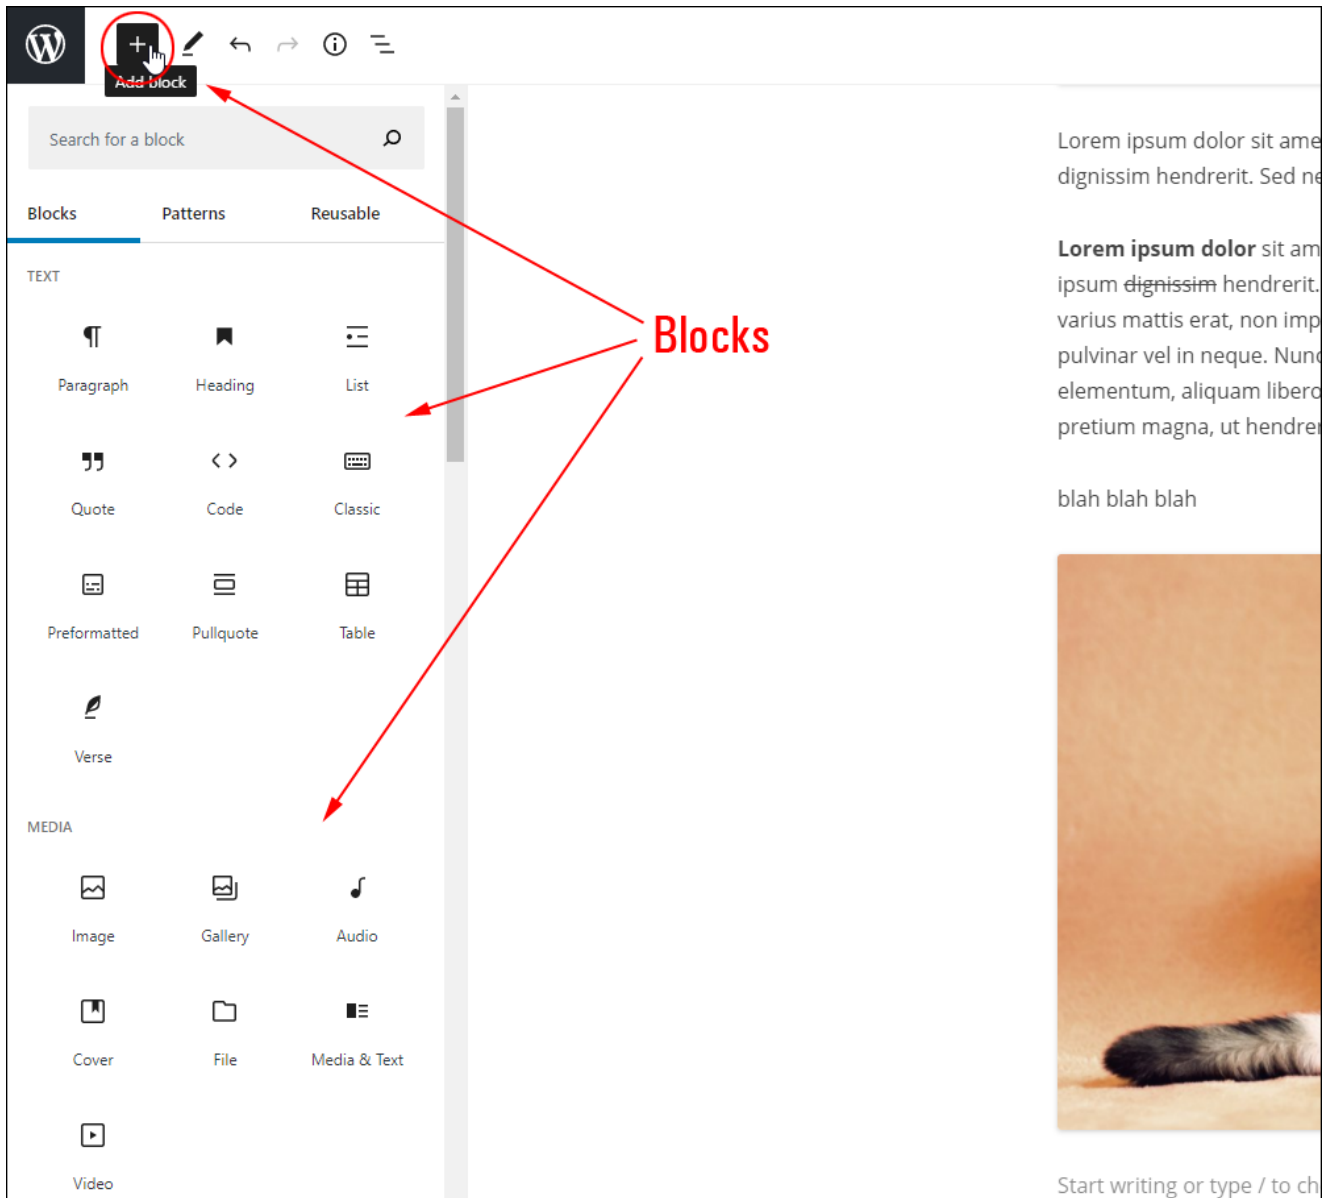 Add block
Search for a block
Blocks Patterns Reusable
TEXT
Paragraph Heading List
Quote Code Classic
Preformatted Pullquote Table
Verse
MEDIA
Image Gallery Audio
Cover File Media & Text
Video
Blocks
Lorem ipsum dolor sit ame
dignissim hendrerit. Sed ne
Lorem ipsum dolor sit am
ipsum dignissim hendrerit.
varius mattis erat, non imp
pulvinar vel in neque. Nunc
elementum, aliquam libero
pretium magna, ut hendrer
blah blah blah
Start writing or type / to ch